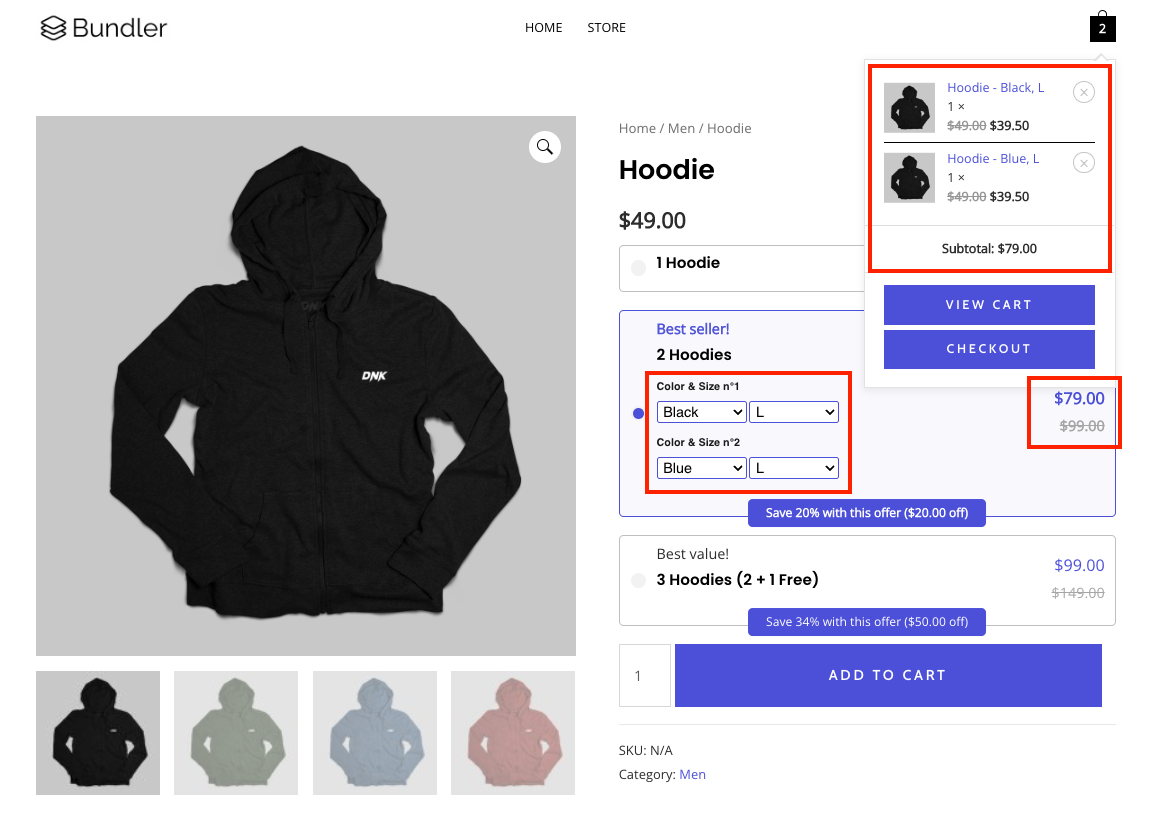 Bundler
HOME
STORE
2
Hoodie - Black, L
1 ×
$49.00 $39.50
Hoodie - Blue, L
1 ×
$49.00 $39.50
Subtotal: $79.00
VIEW CART
CHECKOUT
DNK
Home / Men / Hoodie
Hoodie
$49.00
1 Hoodie
Best seller!
2 Hoodies
Color & Size n°1
Black L
Color & Size n°2
Blue L
$79.00
$99.00
Save 20% with this offer ($20.00 off)
Best value!
3 Hoodies (2 + 1 Free)
$99.00
$149.00
Save 34% with this offer ($50.00 off)
1
ADD TO CART
SKU: N/A
Category: Men